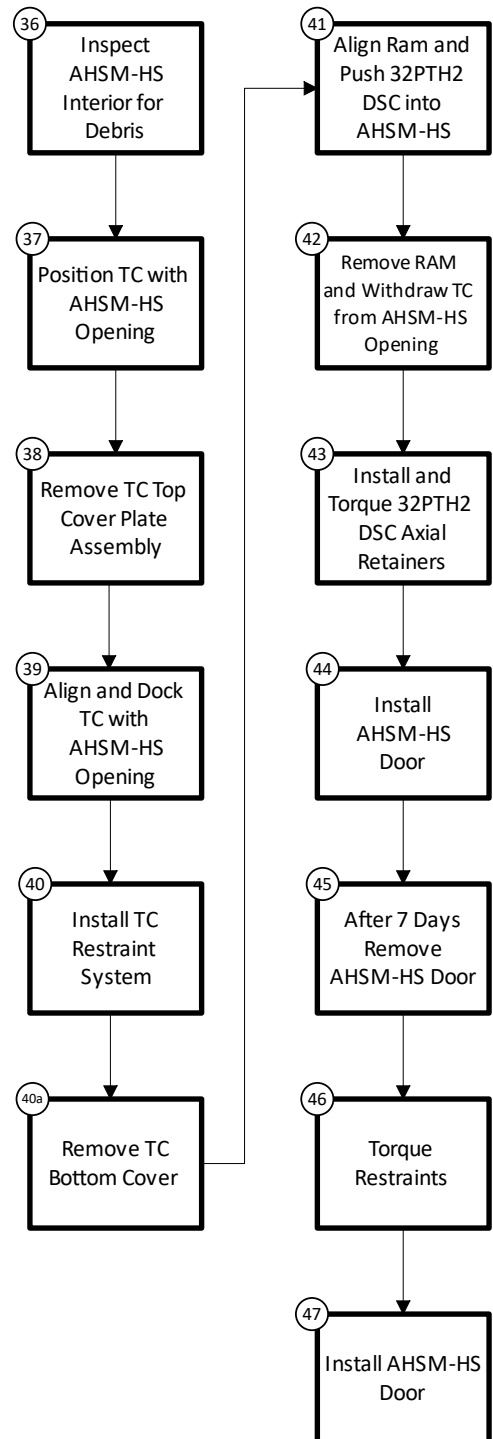 36
Inspect
AHSM-HS
Interior for
Debris
37
Position TC with
AHSM-HS
Opening
38
Remove TC Top
Cover Plate
Assembly
39
Align and Dock
TC with
AHSM-HS
Opening
40
Install TC
Restraint
System
40a
Remove TC
Bottom Cover
41
Align Ram and
Push 32PTH2
DSC into
AHSM-HS
42
Remove RAM
and Withdraw TC
from AHSM-HS
Opening
43
Install and
Torque 32PTH2
DSC Axial
Retainers
44
Install
AHSM-HS
Door
45
After 7 Days
Remove
AHSM-HS Door
46
Torque
Restraints
47
Install AHSM-HS
Door